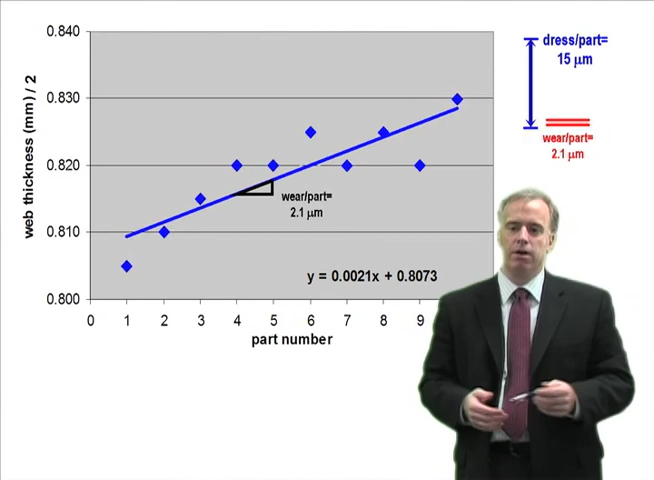 0.840
0.830
0.820
0.810
0.800
web thickness (mm) / 2
0 1 2 3 4 5 6 7 8 9
part number
wear/part=
2.1 μm
y = 0.0021x + 0.8073
dress/part=
15 μm
wear/part=
2.1 μm